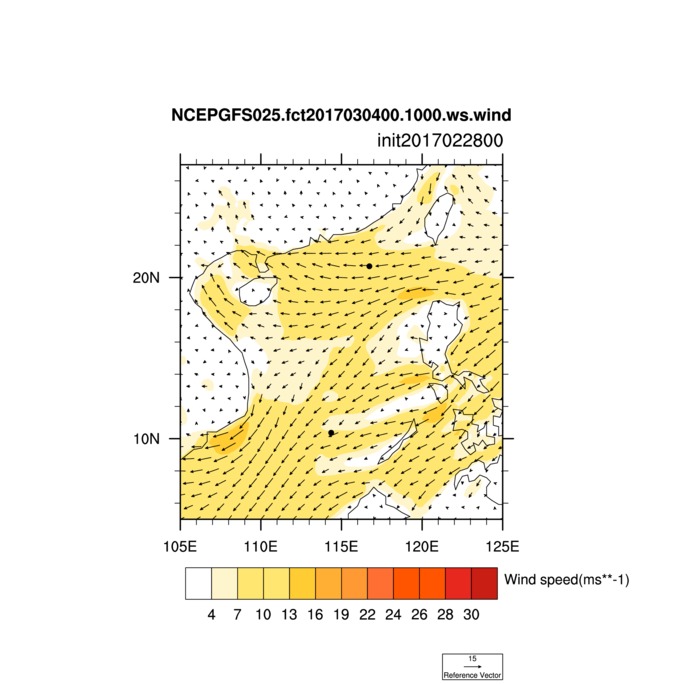 NCEPGFS025.fct2017030400.1000.ws.wind
init2017022800
20N
10N
105E 110E 115E 120E 125E
Wind speed(ms**-1)
4 7 10 13 16 19 22 24 26 28 30
15
Reference Vector